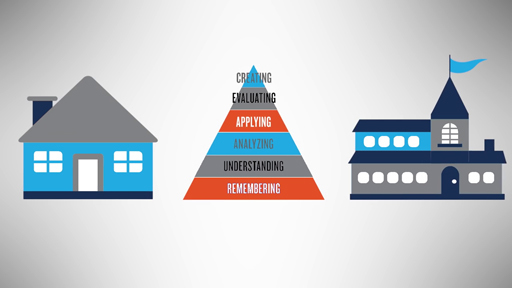 CREATING
EVALUATING
APPLYING
ANALYZING
UNDERSTANDING
REMEMBERING